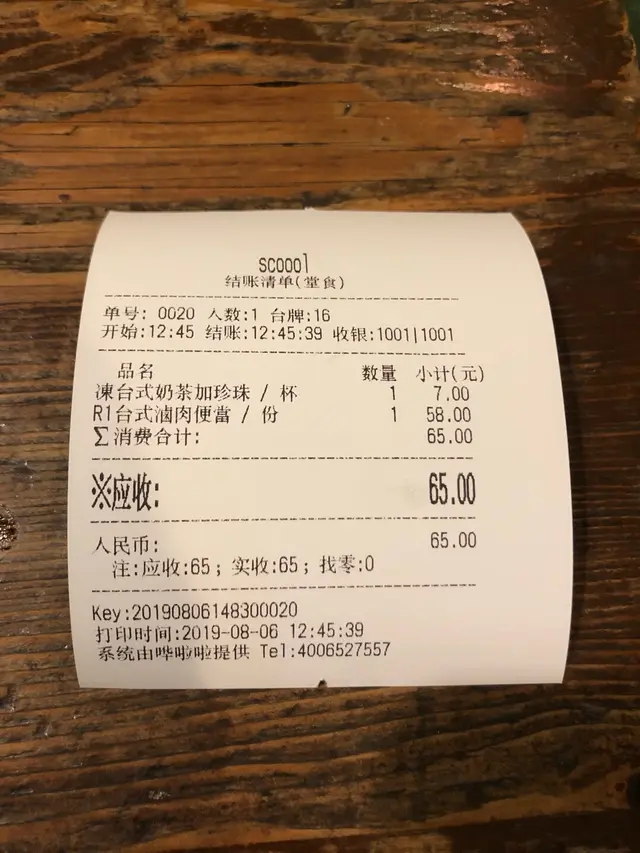 scoool
结账清单(堂食)
单号: 0020 人数:1 台牌:16
开始:12:45 结账:12:45:39 收银:1001|1001
品名 数量 小计(元)
凍台式奶茶加珍珠 / 杯 1 7.00
R1台式滷肉便當 / 份 1 58.00
∑消费合计: 65.00
※应收: 65.00
人民币: 65.00
注:应收:65; 实收:65; 找零:0
Key:20190806148300020
打印时间:2019-08-06 12:45:39
系统由哗啦啦提供 Tel:4006527557